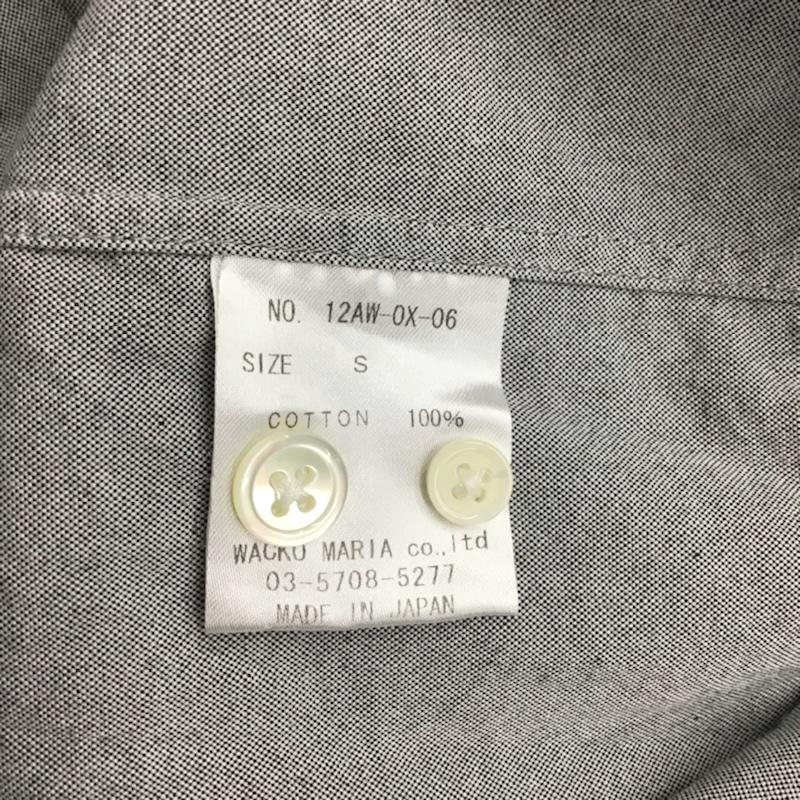 NO. 12AW-OX-06
SIZE S
COTTON 100%
WACKO MARIA co.,ltd
03-5708-5277
MADE IN JAPAN